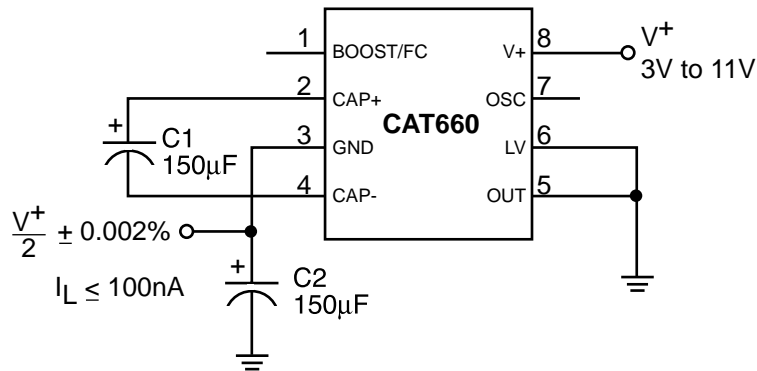 1
BOOST/FC
V+
8
V+
3V to 11V
2
CAP+
OSC
7
CAT660
+
C1
150µF
3
GND
LV
6
4
CAP-
OUT
5
V+
2
± 0.002%
IL ≤ 100nA
+
C2
150µF